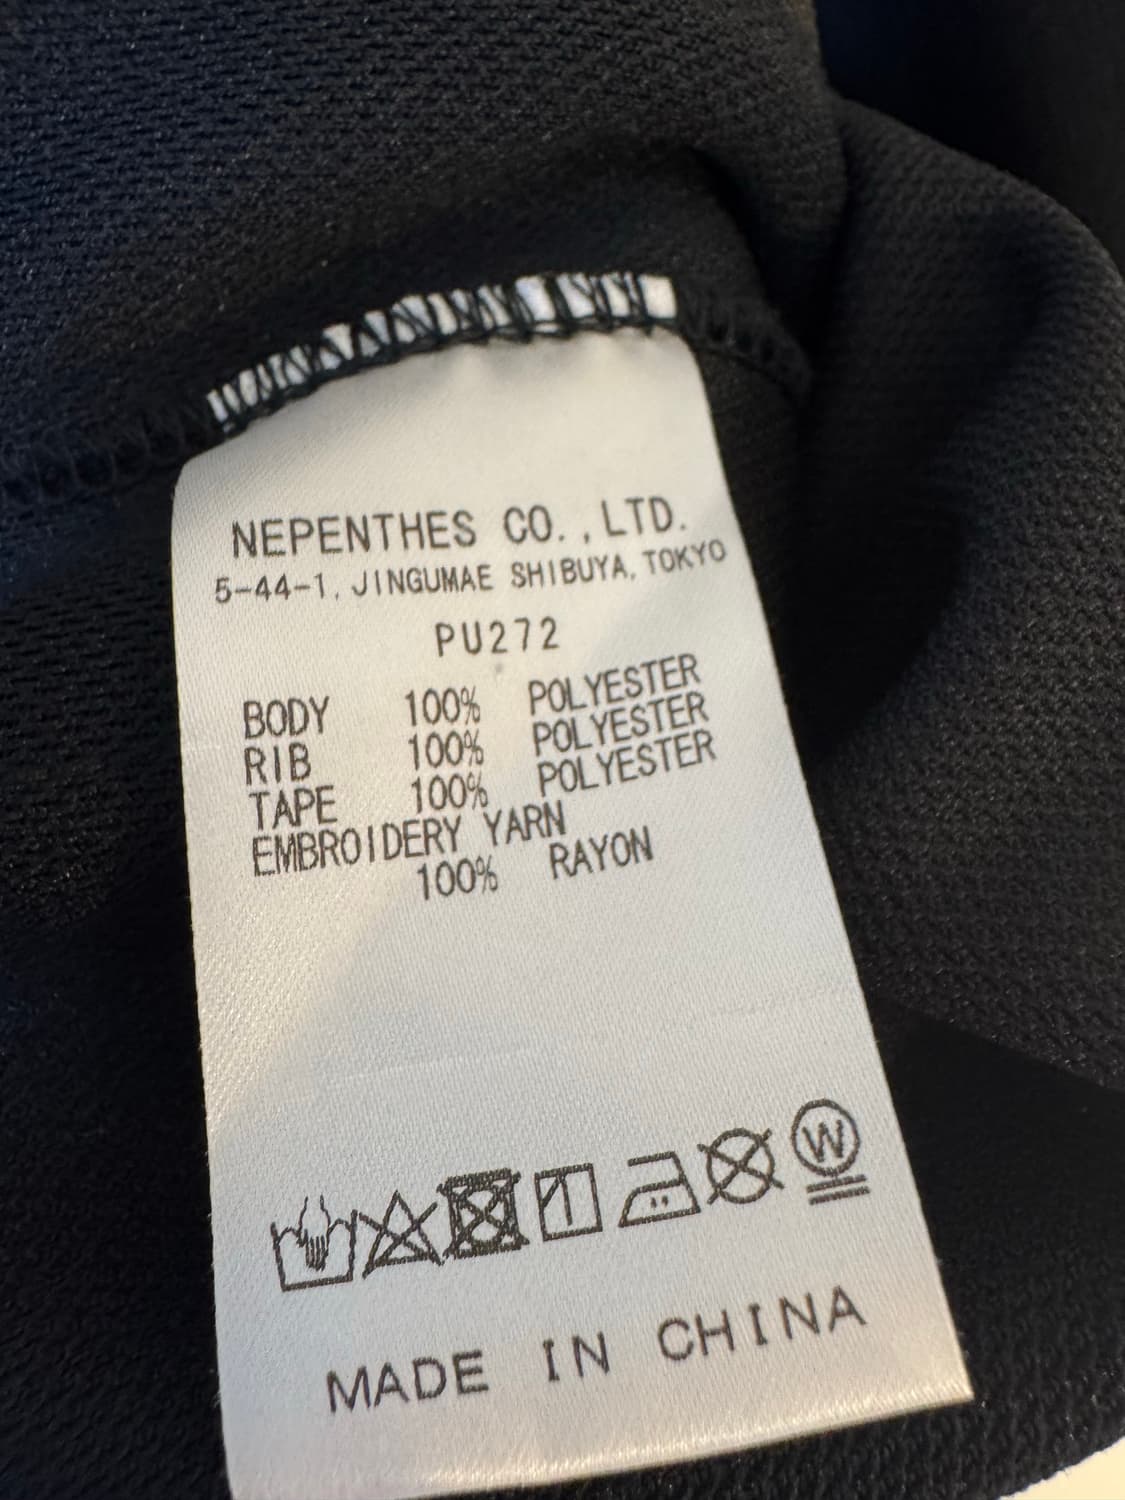 NEPENTHES CO.,LTD.
5-44-1, JINGUMAE SHIBUYA, TOKYO
PU272
BODY 100% POLYESTER
RIB 100% POLYESTER
TAPE 100% POLYESTER
EMBROIDERY YARN
100% RAYON
W
MADE IN CHINA